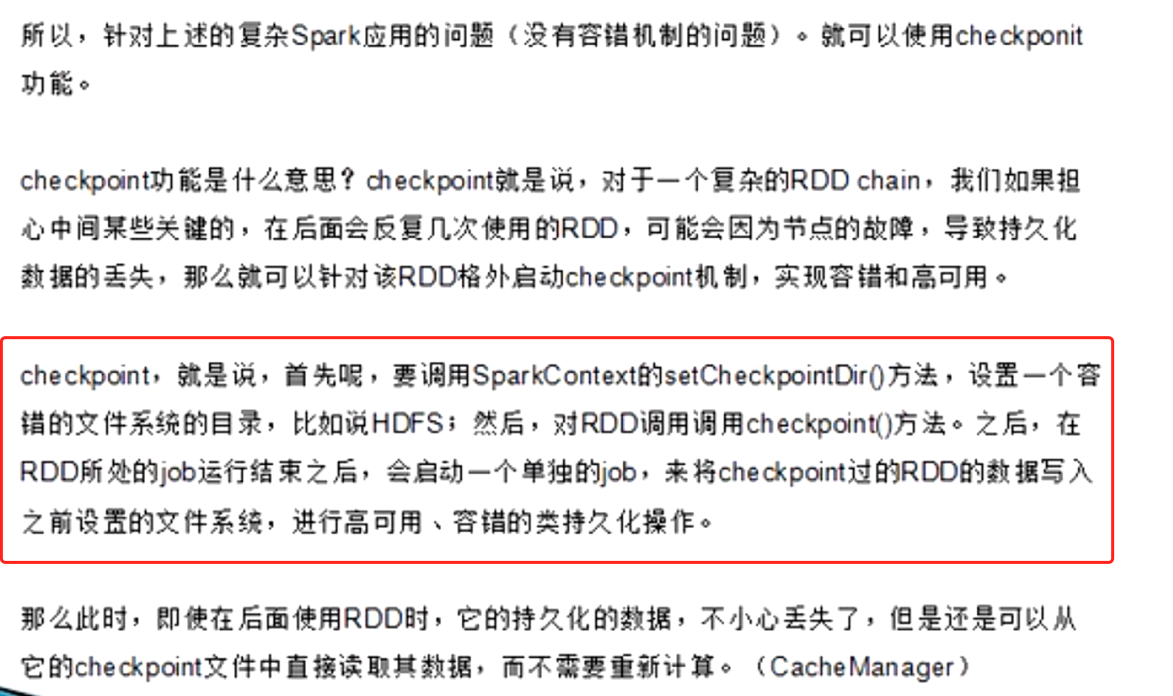 所以，针对上述的复杂Spark应用的问题（没有容错机制的问题）。就可以使用checkponit
功能。
checkpoint功能是什么意思？checkpoint就是说，对于一个复杂的RDD chain，我们如果担
心中间某些关键的，在后面会反复几次使用的RDD，可能会因为节点的故障，导致持久化
数据的丢失，那么就可以针对该RDD格外启动checkpoint机制，实现容错和高可用。
checkpoint，就是说，首先呢，要调用SparkContext的setCheckpointDir()方法，设置一个容
错的文件系统的目录，比如说HDFS；然后，对RDD调用调用checkpoint()方法。之后，在
RDD所处的job运行结束之后，会启动一个单独的job，来将checkpoint过的RDD的数据写入
之前设置的文件系统，进行高可用、容错的类持久化操作。
那么此时，即使在后面使用RDD时，它的持久化的数据，不小心丢失了，但是还是可以从
它的checkpoint文件中直接读取其数据，而不需要重新计算。（CacheManager）